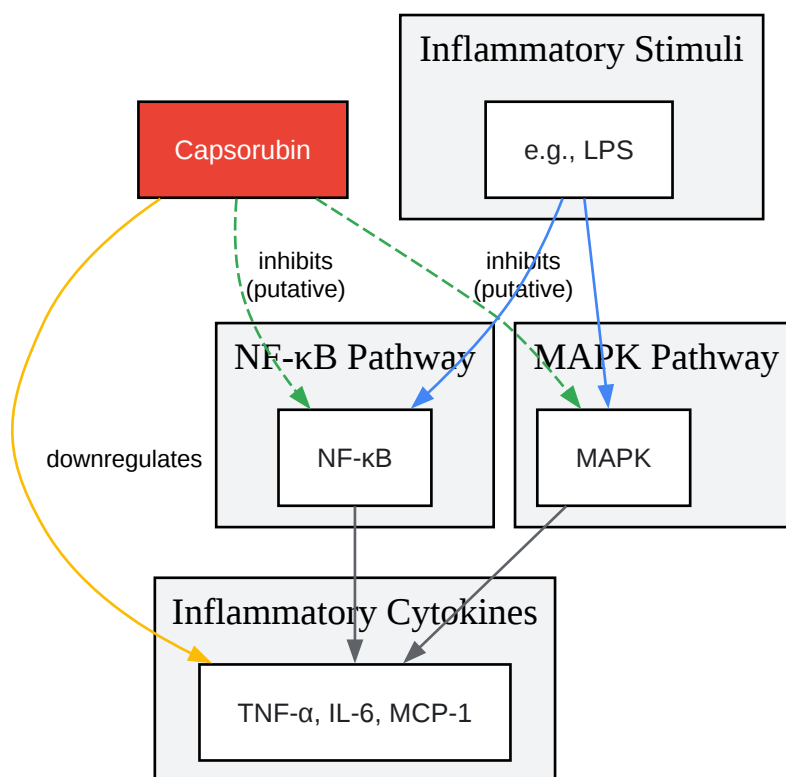 Inflammatory Stimuli
Capsorubin
e.g., LPS
inhibits
(putative)
inhibits
(putative)
NF-κB Pathway
MAPK Pathway
NF-κB
MAPK
downregulates
Inflammatory Cytokines
TNF-α, IL-6, MCP-1